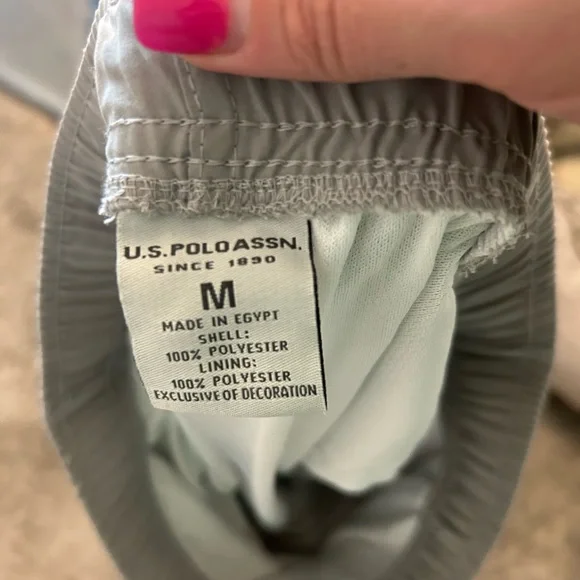 U.S. POLO ASSN.
SINCE 1890
M
MADE IN EGYPT
SHELL:
100% POLYESTER
LINING:
100% POLYESTER
EXCLUSIVE OF DECORATION